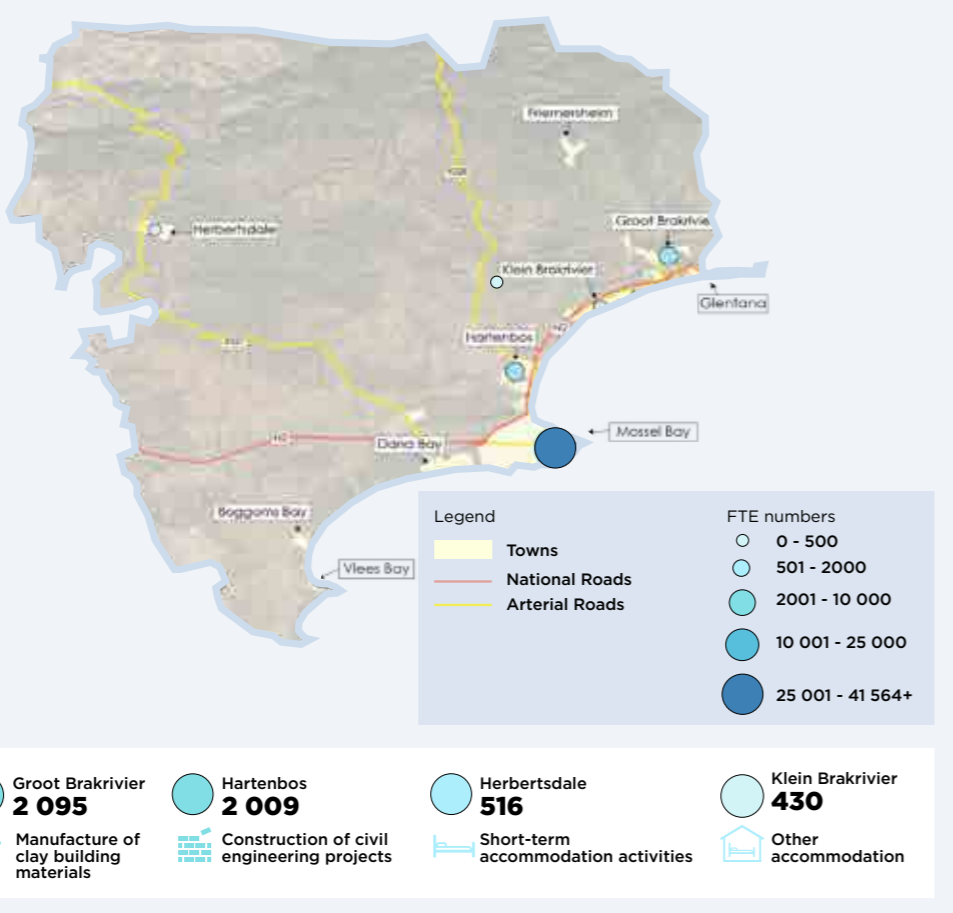 Friemersheim
Groot Brakrivie
Herbertsdale
Klein Brakrivier
Glentana
N2
Hartenbos
Mossel Bay
N2
Dana Bay
Boggoms Bay
Vlees Bay
Legend
Towns
National Roads
Arterial Roads
FTE numbers
0 - 500
501 - 2000
2001 - 10 000
10 001 - 25 000
25 001 - 41 564+
Groot Brakrivier
2 095
Manufacture of
clay building
materials
Hartenbos
2 009
Construction of civil
engineering projects
Herbertsdale
516
Short-term
accommodation activities
Klein Brakrivier
430
Other
accommodation